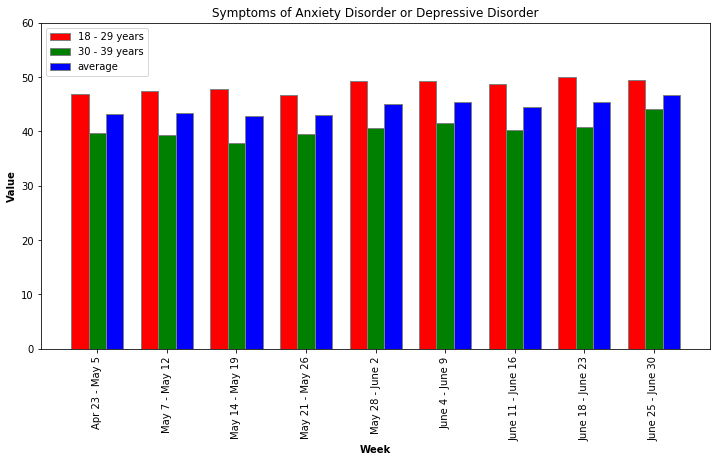 Symptoms of Anxiety Disorder or Depressive Disorder
18 - 29 years
30 - 39 years
average
60
50
40
30
20
10
0
Value
Apr 23 - May 5
May 7 - May 12
May 14 - May 19
May 21 - May 26
May 28 - June 2
June 4 - June 9
June 11 - June 16
June 18 - June 23
June 25 - June 30
Week